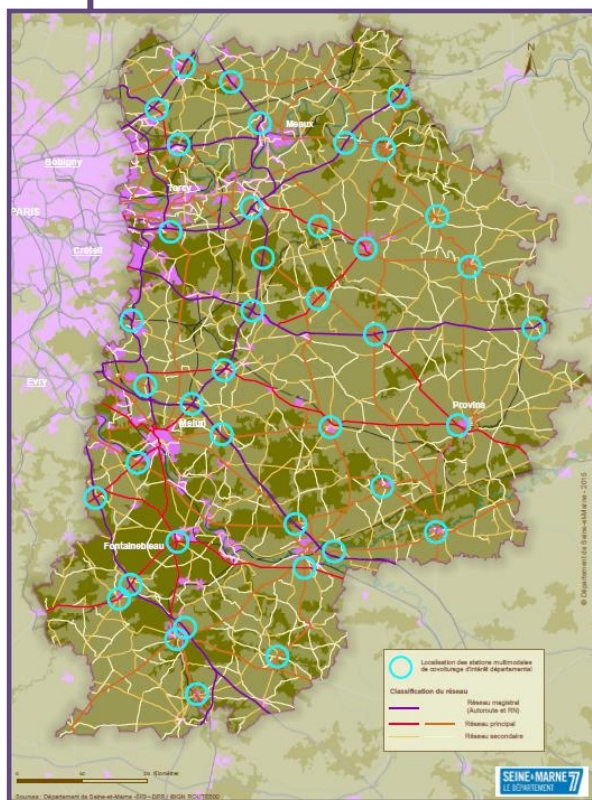 N
Meaux
Bobigny
Torcy
PARIS
Créteil
Evry
Provins
Melun
Fontainebleau
© Département de Seine-et-Marne - 2015
Localisation des stations multimodales
de covoiturage d'intérêt départemental
Classification du réseau
Réseau magistral
(Autoroute et RN)
Réseau principal
Réseau secondaire
Kilomètres
SEINE&MARNE 77
LE DÉPARTEMENT